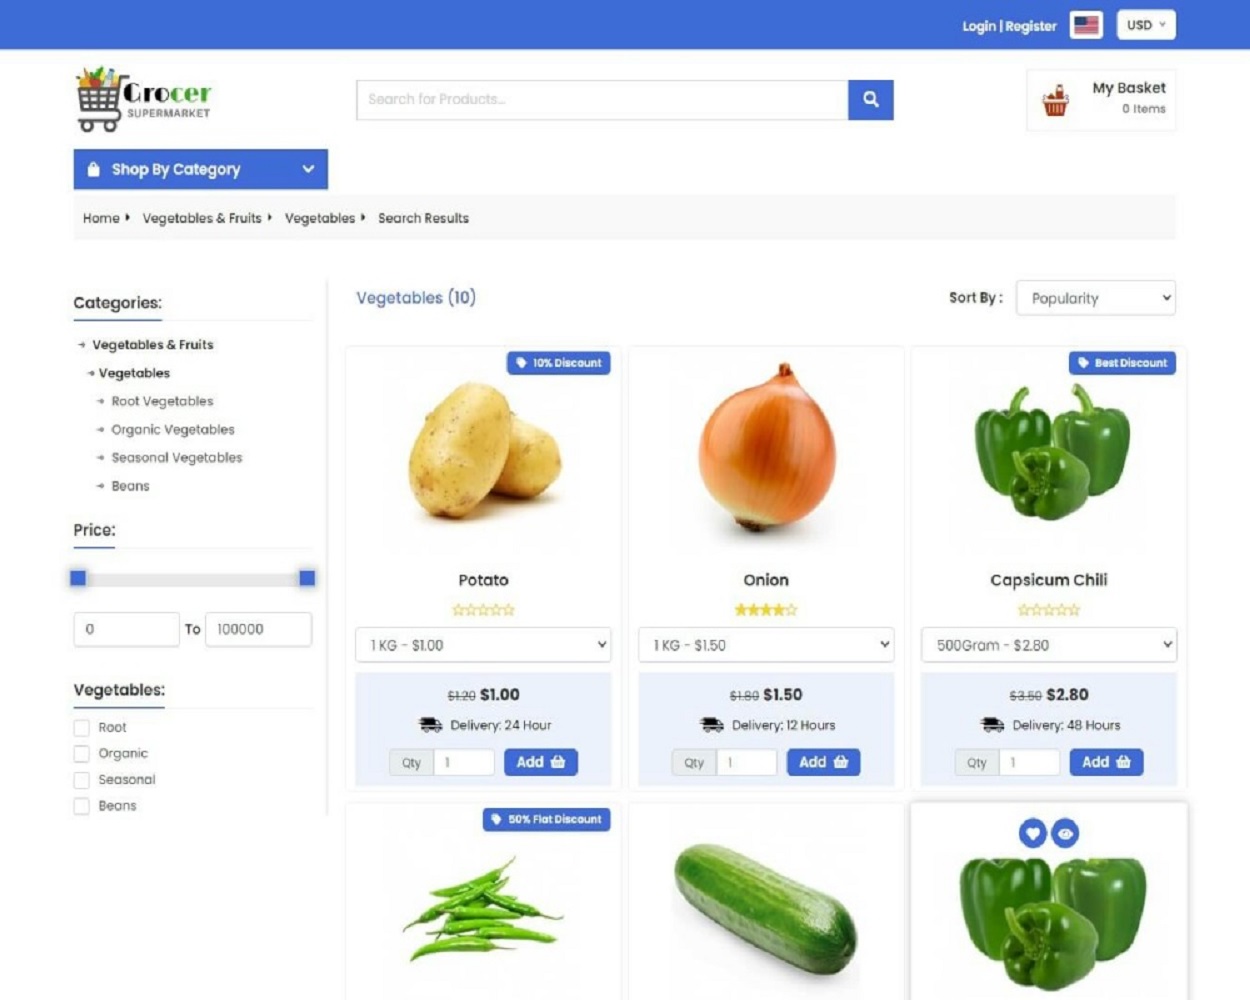 Login | Register
USD
Grocer
SUPERMARKET
Search for Products...
My Basket
0 Items
Shop By Category
Home
Vegetables & Fruits
Vegetables
Search Results
Categories:
Vegetables & Fruits
Vegetables
Root Vegetables
Organic Vegetables
Seasonal Vegetables
Beans
Price:
0
To
100000
Vegetables:
Root
Organic
Seasonal
Beans
Vegetables (10)
Sort By :
Popularity
10% Discount
Potato
1 KG - $1.00
$1.20 $1.00
Delivery: 24 Hour
Qty
1
Add
Onion
1 KG - $1.50
$1.80 $1.50
Delivery: 12 Hours
Qty
1
Add
Best Discount
Capsicum Chili
500Gram - $2.80
$3.50 $2.80
Delivery: 48 Hours
Qty
1
Add
50% Flat Discount